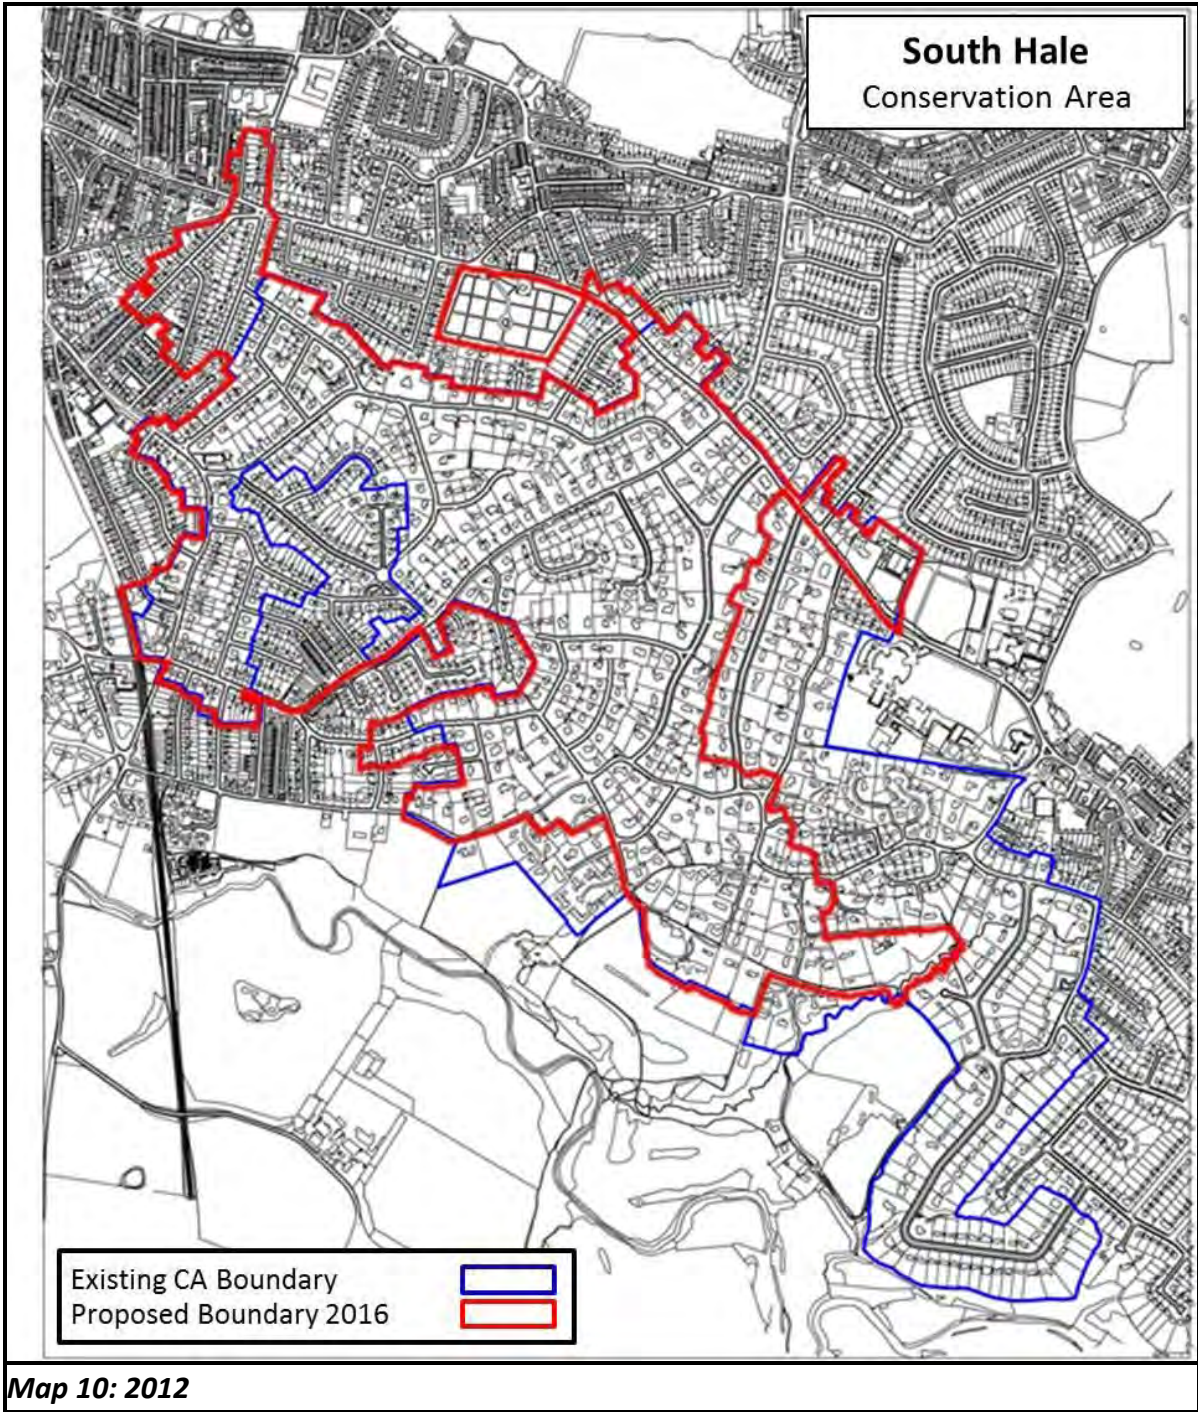 South Hale
Conservation Area
Existing CA Boundary
Proposed Boundary 2016
Map 10: 2012